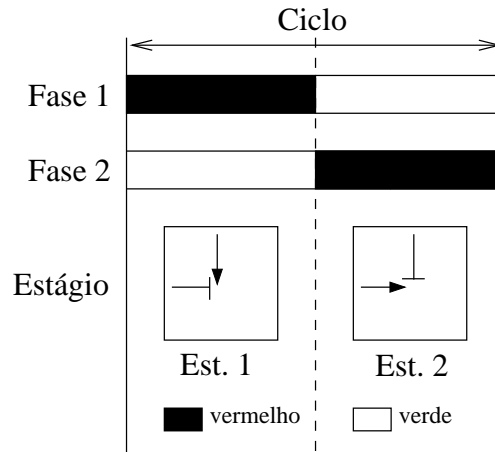 Ciclo
Fase 1
Fase 2
Estágio
Est. 1 Est. 2
vermelho verde